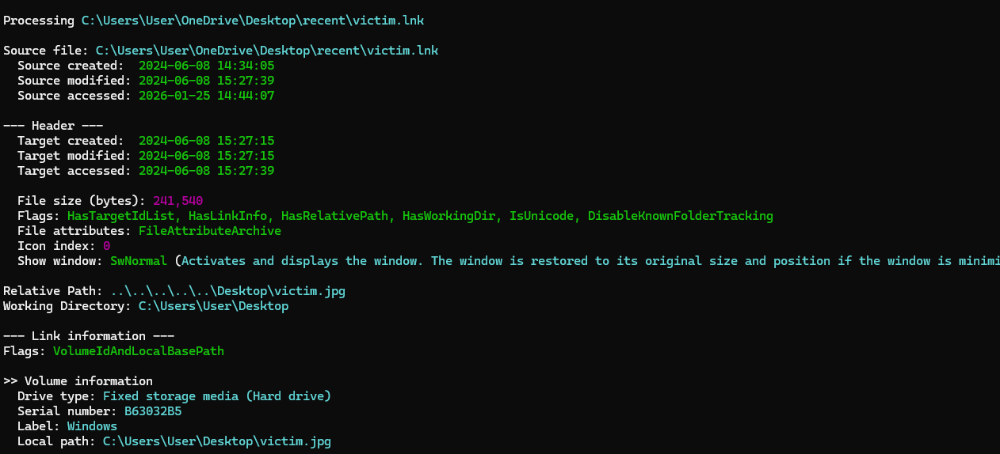 Processing C:\Users\User\OneDrive\Desktop\recent\victim.lnk
Source file: C:\Users\User\OneDrive\Desktop\recent\victim.lnk
Source created:  2024-06-08 14:34:05
Source modified: 2024-06-08 15:27:39
Source accessed: 2026-01-25 14:44:07
--- Header ---
Target created:  2024-06-08 15:27:15
Target modified: 2024-06-08 15:27:15
Target accessed: 2024-06-08 15:27:39
File size (bytes): 241,540
Flags: HasTargetIdList, HasLinkInfo, HasRelativePath, HasWorkingDir, IsUnicode, DisableKnownFolderTracking
File attributes: FileAttributeArchive
Icon index: 0
Show window: SwNormal (Activates and displays the window. The window is restored to its original size and position if the window is minimi
Relative Path: ..\..\..\..\..\Desktop\victim.jpg
Working Directory: C:\Users\User\Desktop
--- Link information ---
Flags: VolumeIdAndLocalBasePath
>> Volume information
Drive type: Fixed storage media (Hard drive)
Serial number: B63032B5
Label: Windows
Local path: C:\Users\User\Desktop\victim.jpg